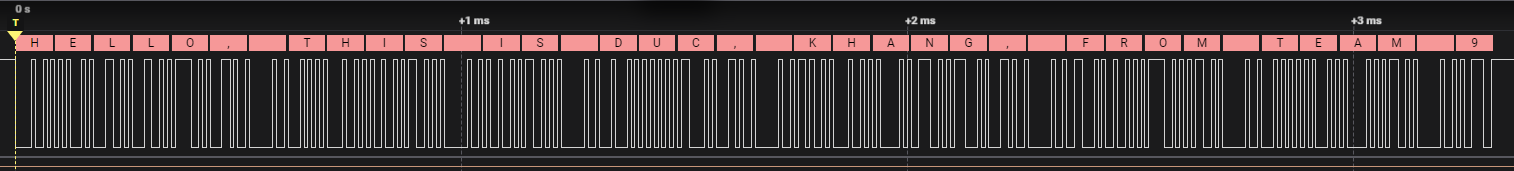 0 s
+1 ms +2 ms +3 ms
T
H E L L O , T H I S I S D U C , K H A N G , F R O M T E A M 9